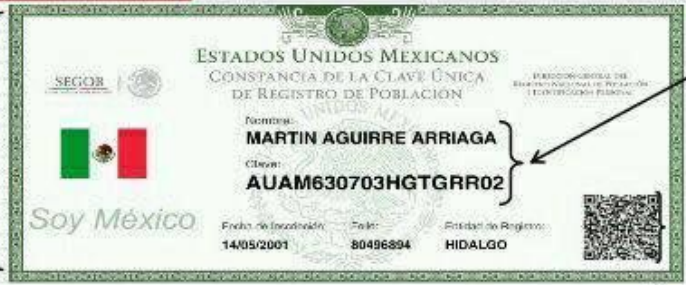 ESTADOS UNIDOS MEXICANOS
SEGOB
CONSTANCIA DE LA CLAVE ÚNICA
DE REGISTRO DE POBLACIÓN
Nombre:
MARTIN AGUIRRE ARRIAGA
Clave:
AUAM630703HGTGRR02
Soy México
Fecha de Inscripción Folio: Entidad de Registro:
14/05/2001 80496894 HIDALGO